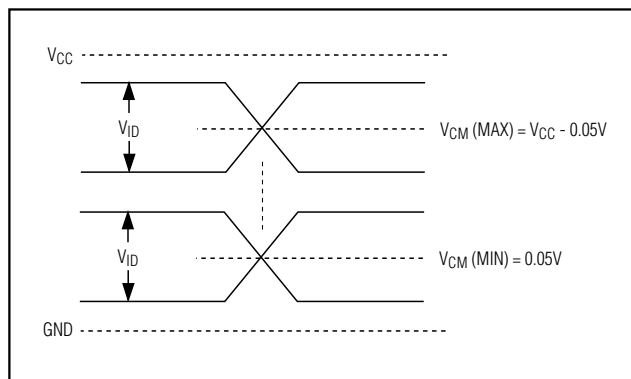 VCC
VID
VCM (MAX) = VCC - 0.05V
VID
VCM (MIN) = 0.05V
GND